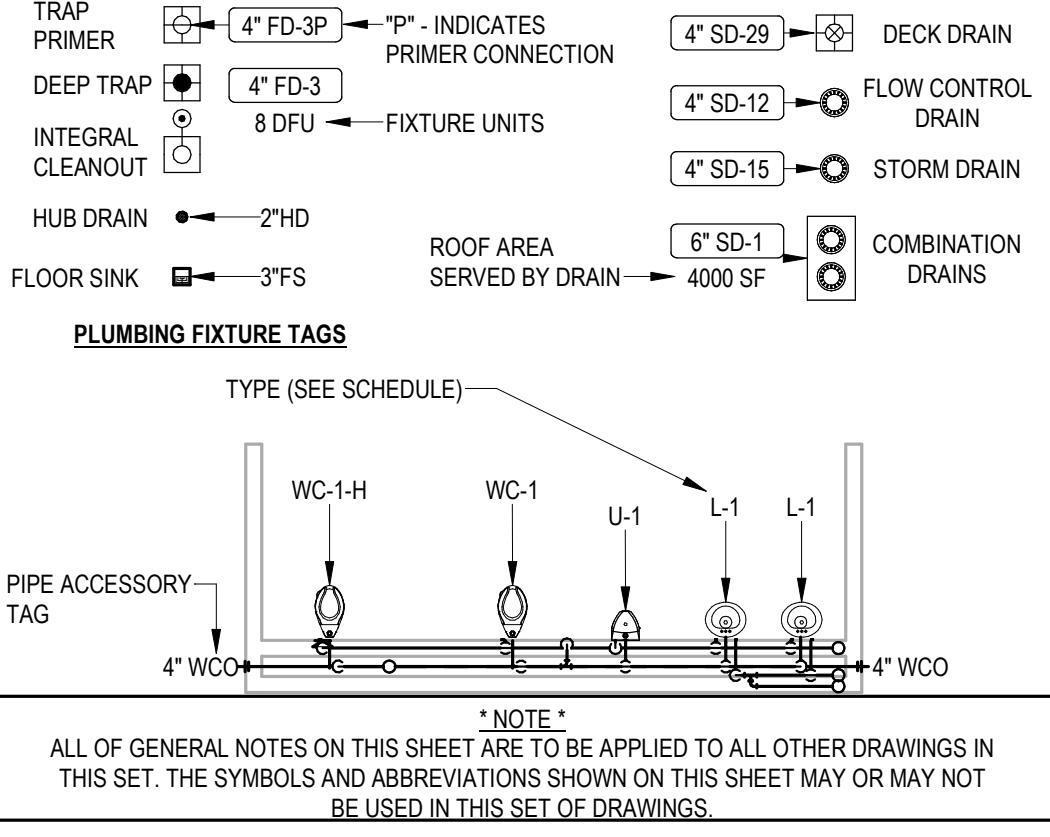 TRAP
PRIMER
4" FD-3P
"P" - INDICATES
PRIMER CONNECTION
DEEP TRAP
4" FD-3
8 DFU
FIXTURE UNITS
INTEGRAL
CLEANOUT
HUB DRAIN
2"HD
FLOOR SINK
3"FS
4" SD-29
DECK DRAIN
4" SD-12
FLOW CONTROL
DRAIN
4" SD-15
STORM DRAIN
ROOF AREA
SERVED BY DRAIN
6" SD-1
4000 SF
COMBINATION
DRAINS
PLUMBING FIXTURE TAGS
TYPE (SEE SCHEDULE)
WC-1-H
WC-1
U-1
L-1
L-1
PIPE ACCESSORY
TAG
4" WCO
4" WCO
* NOTE *
ALL OF GENERAL NOTES ON THIS SHEET ARE TO BE APPLIED TO ALL OTHER DRAWINGS IN
THIS SET. THE SYMBOLS AND ABBREVIATIONS SHOWN ON THIS SHEET MAY OR MAY NOT
BE USED IN THIS SET OF DRAWINGS.